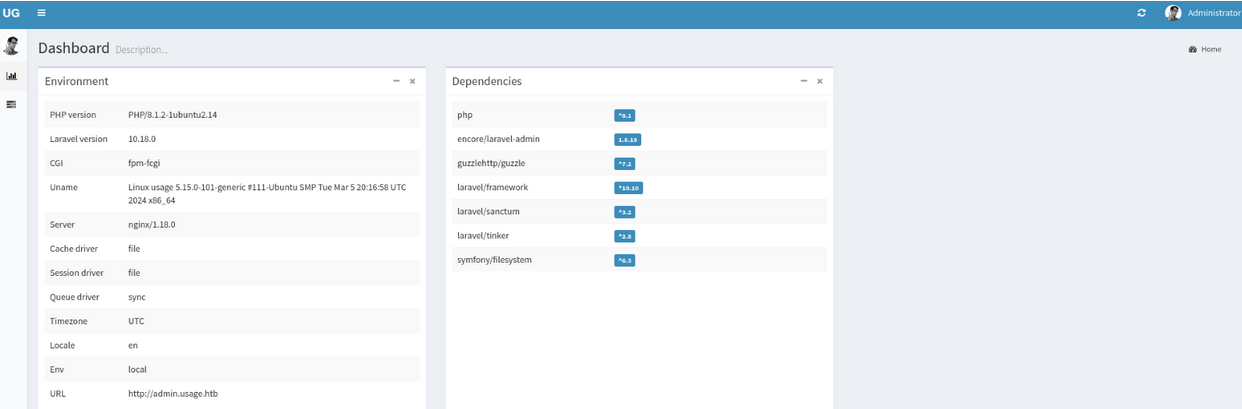 UG Administrator
Dashboard Description... Home
Environment
PHP version PHP/8.1.2-1ubuntu2.14
Laravel version 10.18.0
CGI fpm-fcgi
Uname Linux usage 5.15.0-101-generic #111-Ubuntu SMP Tue Mar 5 20:16:58 UTC
2024 x86_64
Server nginx/1.18.0
Cache driver file
Session driver file
Queue driver sync
Timezone UTC
Locale en
Env local
URL http://admin.usage.htb
Dependencies
php ^8.1
encore/laravel-admin 1.8.18
guzzlehttp/guzzle ^7.2
laravel/framework ^10.10
laravel/sanctum ^3.2
laravel/tinker ^2.8
symfony/filesystem ^6.3